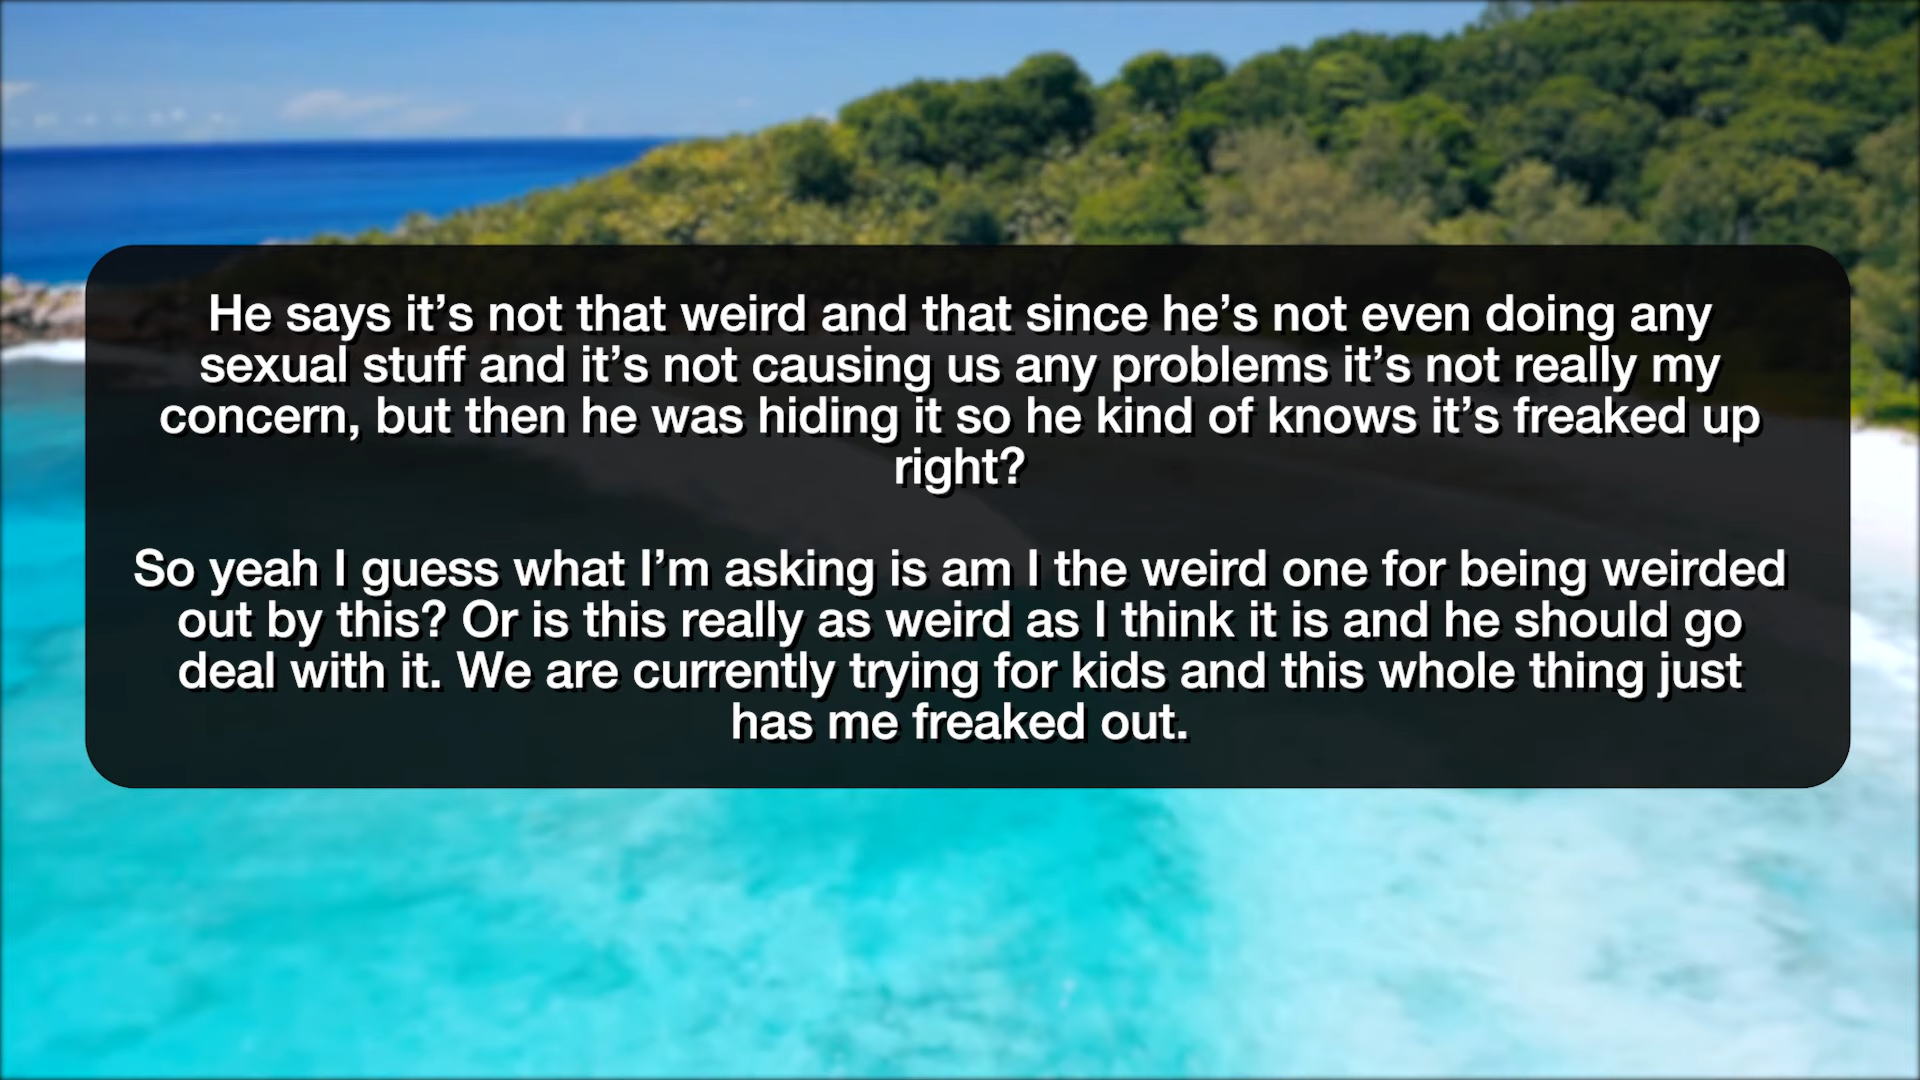 He says it’s not that weird and that since he’s not even doing any
sexual stuff and it’s not causing us any problems it’s not really my
concern, but then he was hiding it so he kind of knows it’s freaked up
right?
So yeah I guess what I’m asking is am I the weird one for being weirded
out by this? Or is this really as weird as I think it is and he should go
deal with it. We are currently trying for kids and this whole thing just
has me freaked out.